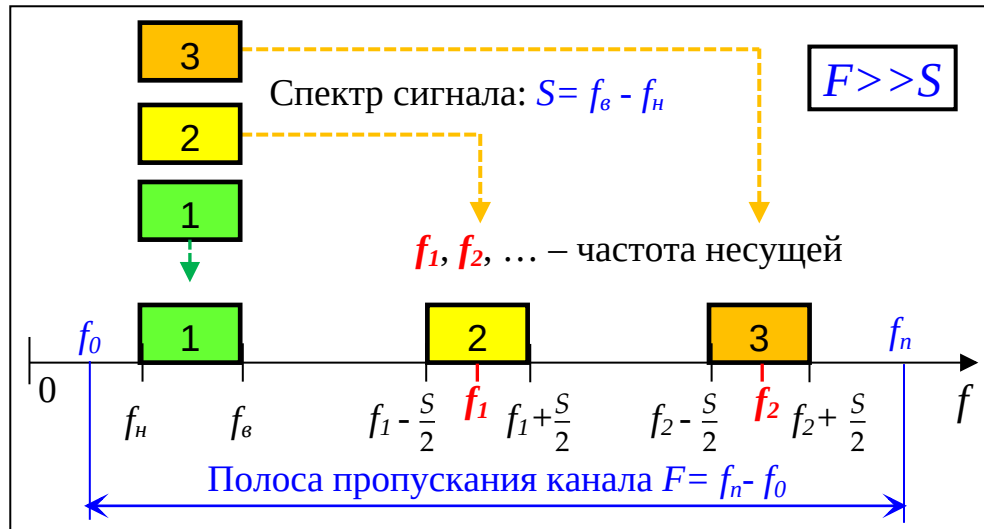 3
F>>S
Спектр сигнала: S= fв - fн
2
1
f1, f2, … – частота несущей
f0 1 2 3 fn
0 f1 f2 f
fн fв f1 - S/2 f1+S/2 f2 - S/2 f2+ S/2
Полоса пропускания канала F= fn- f0